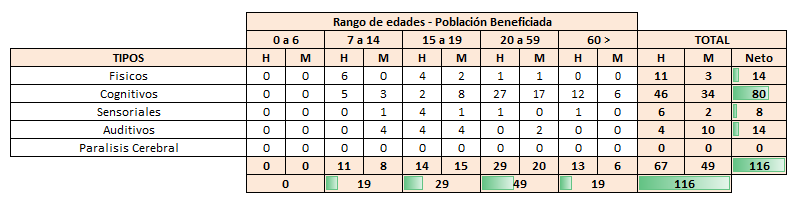 Rango de edades - Población Beneficiada
0 a 6 7 a 14 15 a 19 20 a 59 60 > TOTAL
TIPOS H M H M H M H M H M H M Neto
Fisicos 0 0 6 0 4 2 1 1 0 0 11 3 14
Cognitivos 0 0 5 3 2 8 27 17 12 6 46 34 80
Sensoriales 0 0 0 1 4 1 1 0 1 0 6 2 8
Auditivos 0 0 0 4 4 4 0 2 0 0 4 10 14
Paralisis Cerebral 0 0 0 0 0 0 0 0 0 0 0 0 0
0 0 11 8 14 15 29 20 13 6 67 49 116
0 19 29 49 19 116